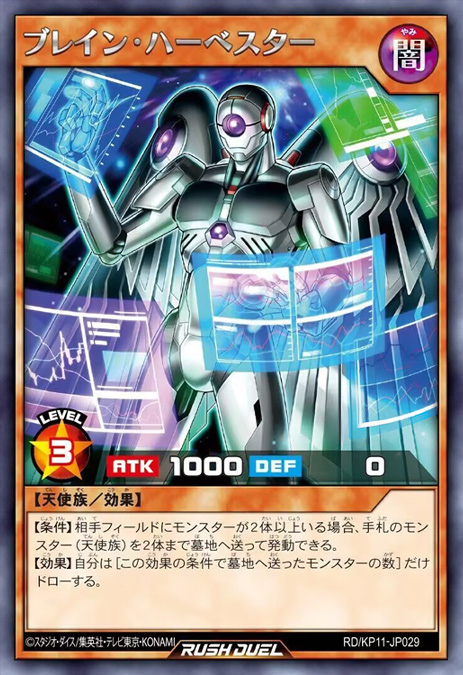 ブレイン・ハーベスター
やみ
闇
LEVEL
3
ATK 1000 DEF 0
【天使族/効果】
【条件】相手フィールドにモンスターが2体以上いる場合、手札のモン
スター(天使族)を2体まで墓地へ送って発動できる。
【効果】自分は[この効果の条件で墓地へ送ったモンスターの数]だけ
ドローする。
©スタジオ・ダイス/集英社・テレビ東京・KONAMI
RUSH DUEL
RD/KP11-JP029